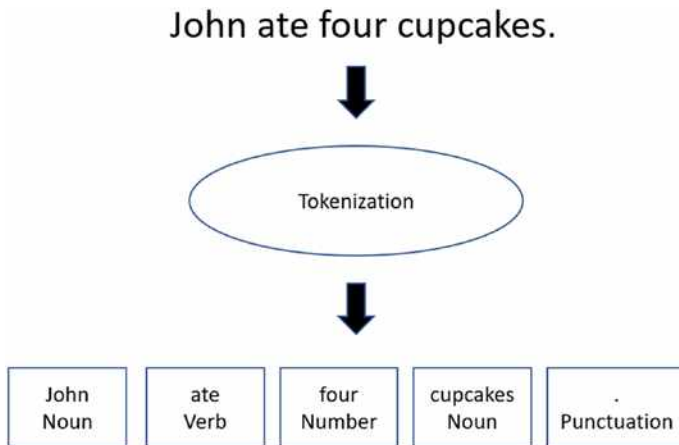 John ate four cupcakes.
Tokenization
John
Noun
ate
Verb
four
Number
cupcakes
Noun
.
Punctuation